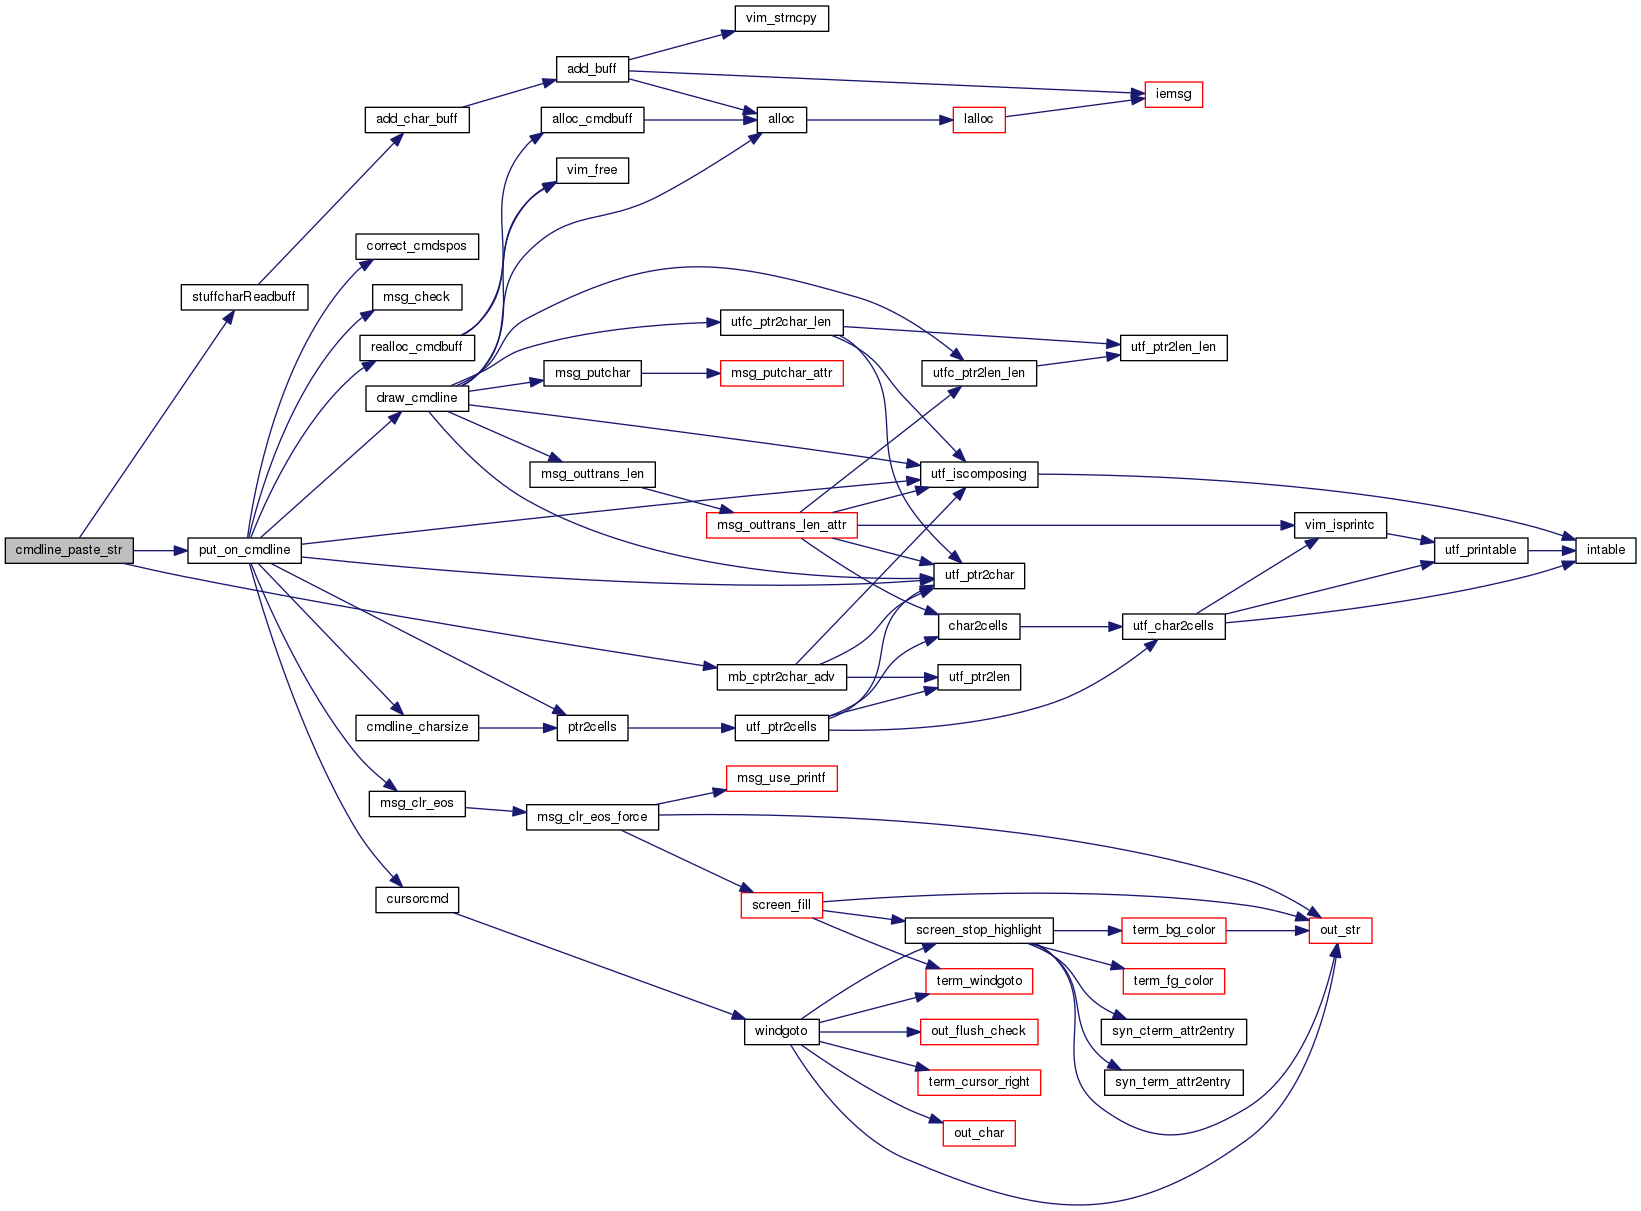 vim_strncpy
add_buff
iemsg
add_char_buff
alloc_cmdbuff
alloc
lalloc
vim_free
correct_cmdspos
stuffcharReadbuff
msg_check
utfc_ptr2char_len
realloc_cmdbuff
utf_ptr2len_len
msg_putchar
msg_putchar_attr
utfc_ptr2len_len
draw_cmdline
msg_outtrans_len
utf_iscomposing
msg_outtrans_len_attr
vim_isprintc
cmdline_paste_str
put_on_cmdline
utf_printable
intable
utf_ptr2char
char2cells
utf_char2cells
mb_cptr2char_adv
utf_ptr2len
cmdline_charsize
ptr2cells
utf_ptr2cells
msg_use_printf
msg_clr_eos
msg_clr_eos_force
cursorcmd
screen_fill
screen_stop_highlight
term_bg_color
out_str
term_windgoto
term_fg_color
windgoto
out_flush_check
syn_cterm_attr2entry
term_cursor_right
syn_term_attr2entry
out_char